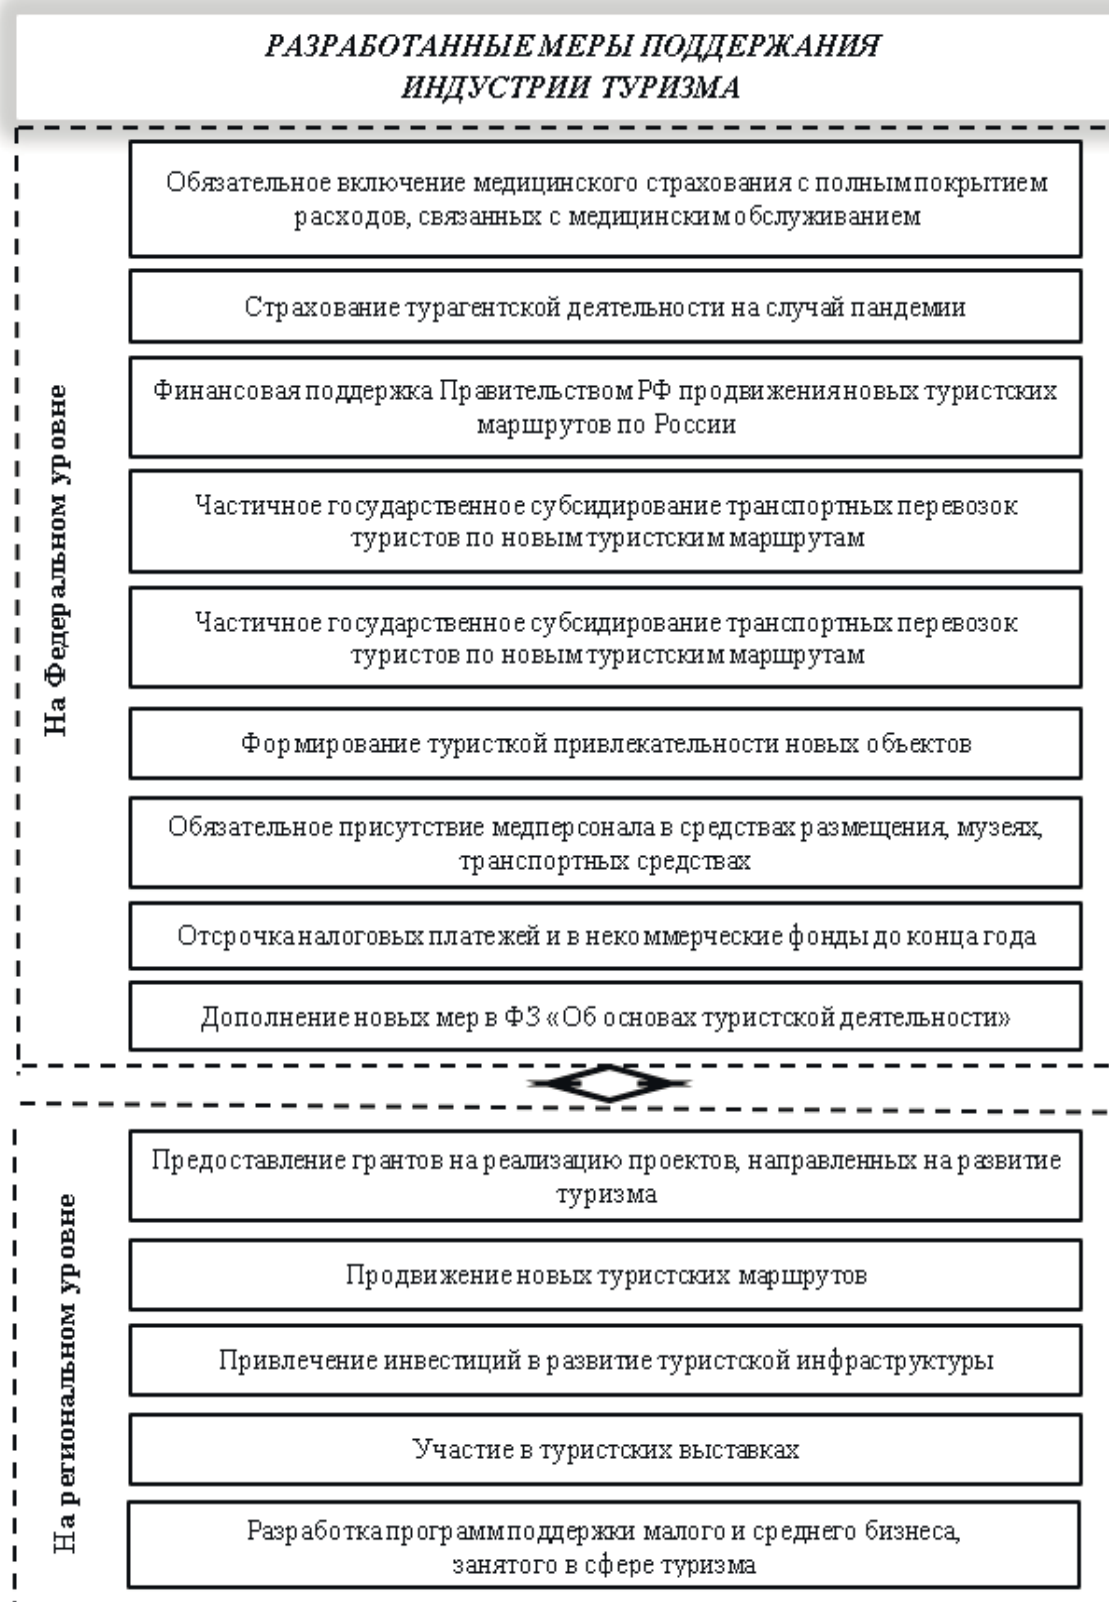 РАЗРАБОТАННЫЕ МЕРЫ ПОДДЕРЖАНИЯ
ИНДУСТРИИ ТУРИЗМА
На Федеральном уровне
Обязательное включение медицинского страхования с полным покрытием
расходов, связанных с медицинским обслуживанием
Страхование турагентской деятельности на случай пандемии
Финансовая поддержка Правительством РФ продвижения новых туристских
маршрутов по России
Частичное государственное субсидирование транспортных перевозок
туристов по новым туристским маршрутам
Частичное государственное субсидирование транспортных перевозок
туристов по новым туристским маршрутам
Формирование туристкой привлекательности новых объектов
Обязательное присутствие медперсонала в средствах размещения, музеях,
транспортных средствах
Отсрочка налоговых платежей и в некоммерческие фонды до конца года
Дополнение новых мер в ФЗ «Об основах туристской деятельности»
На региональном уровне
Предоставление грантов на реализацию проектов, направленных на развитие
туризма
Продвижение новых туристских маршрутов
Привлечение инвестиций в развитие туристской инфраструктуры
Участие в туристских выставках
Разработка программ поддержки малого и среднего бизнеса,
занятого в сфере туризма